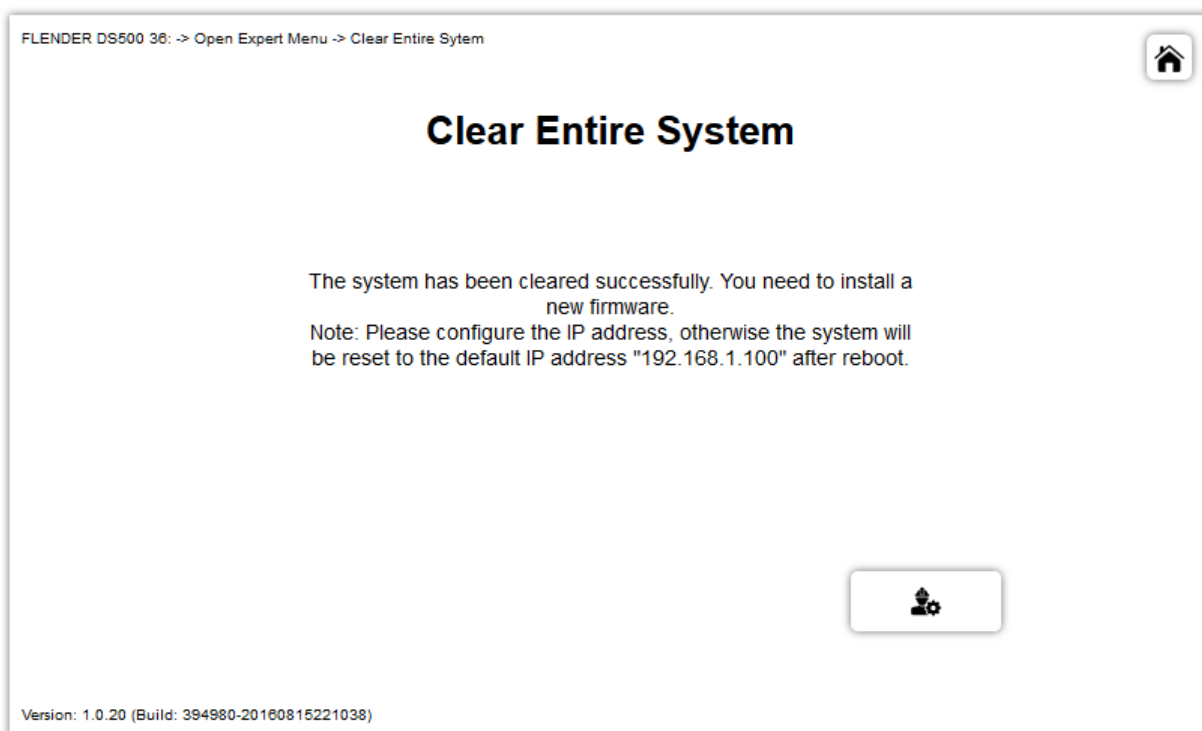 FLENDER DS500 36: -> Open Expert Menu -> Clear Entire Sytem
Clear Entire System
The system has been cleared successfully. You need to install a
new firmware.
Note: Please configure the IP address, otherwise the system will
be reset to the default IP address "192.168.1.100" after reboot.
Version: 1.0.20 (Build: 394980-20160815221038)